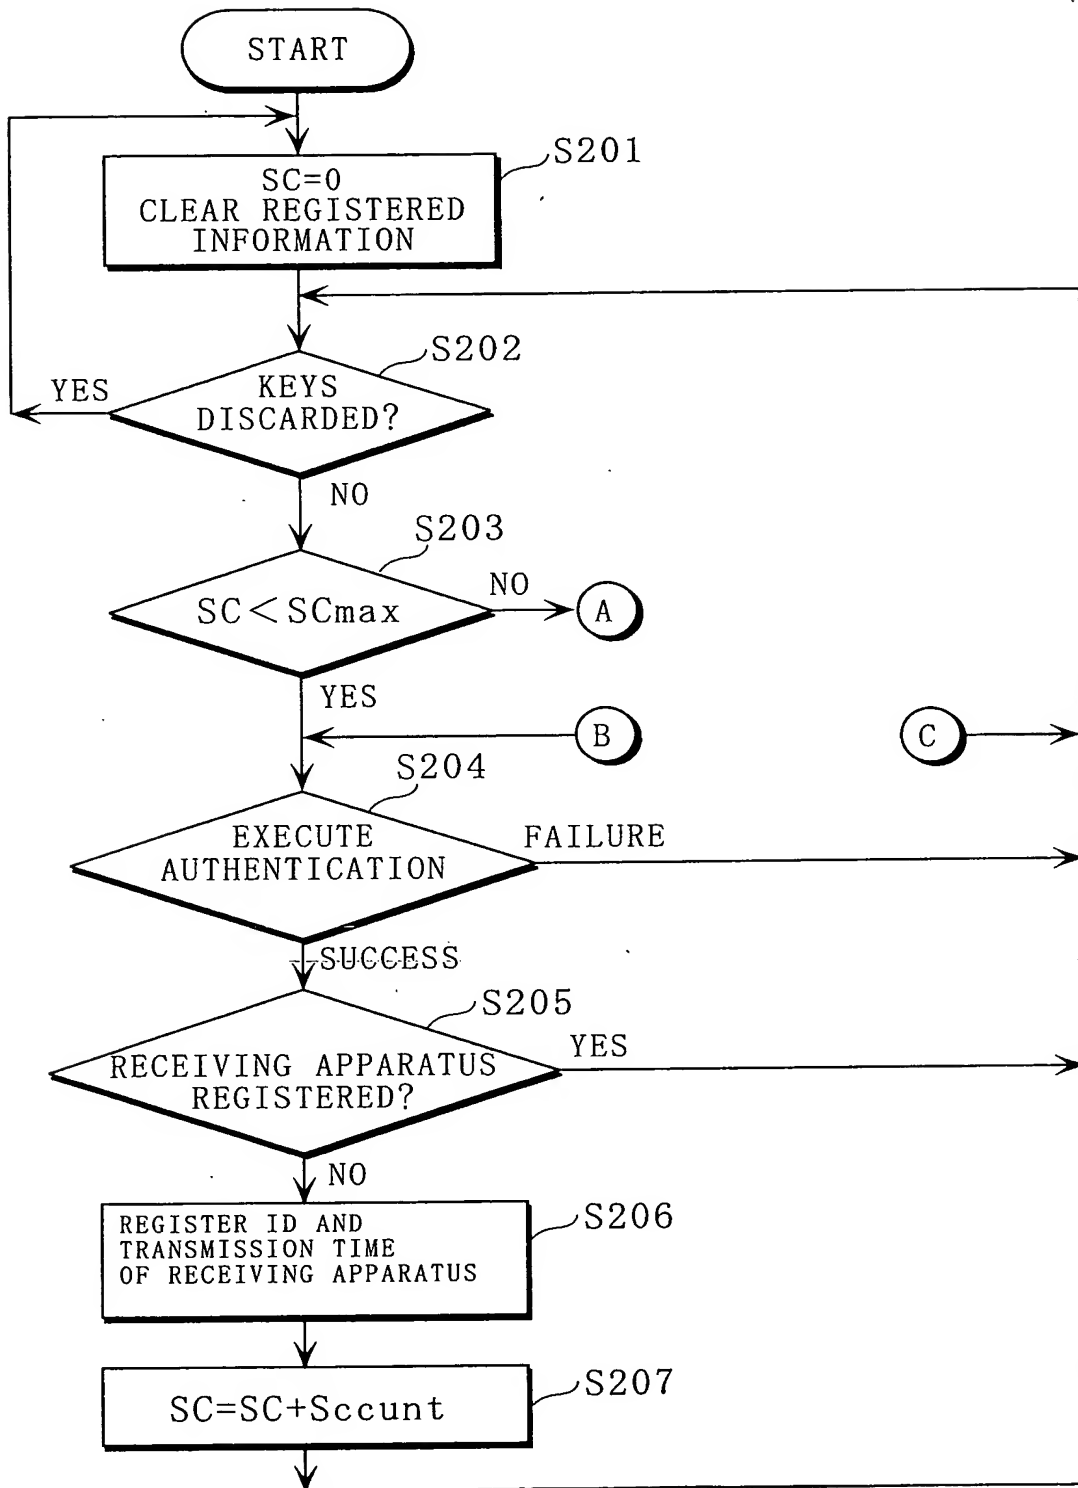 START
S201
SC=0
CLEAR REGISTERED
INFORMATION
S202
YES
KEYS
DISCARDED?
NO
S203
NO
SC<SCmax
A
YES
B
C
S204
EXECUTE
AUTHENTICATION
FAILURE
SUCCESS
S205
YES
RECEIVING APPARATUS
REGISTERED?
NO
S206
REGISTER ID AND
TRANSMISSION TIME
OF RECEIVING APPARATUS
S207
SC=SC+Sccunt